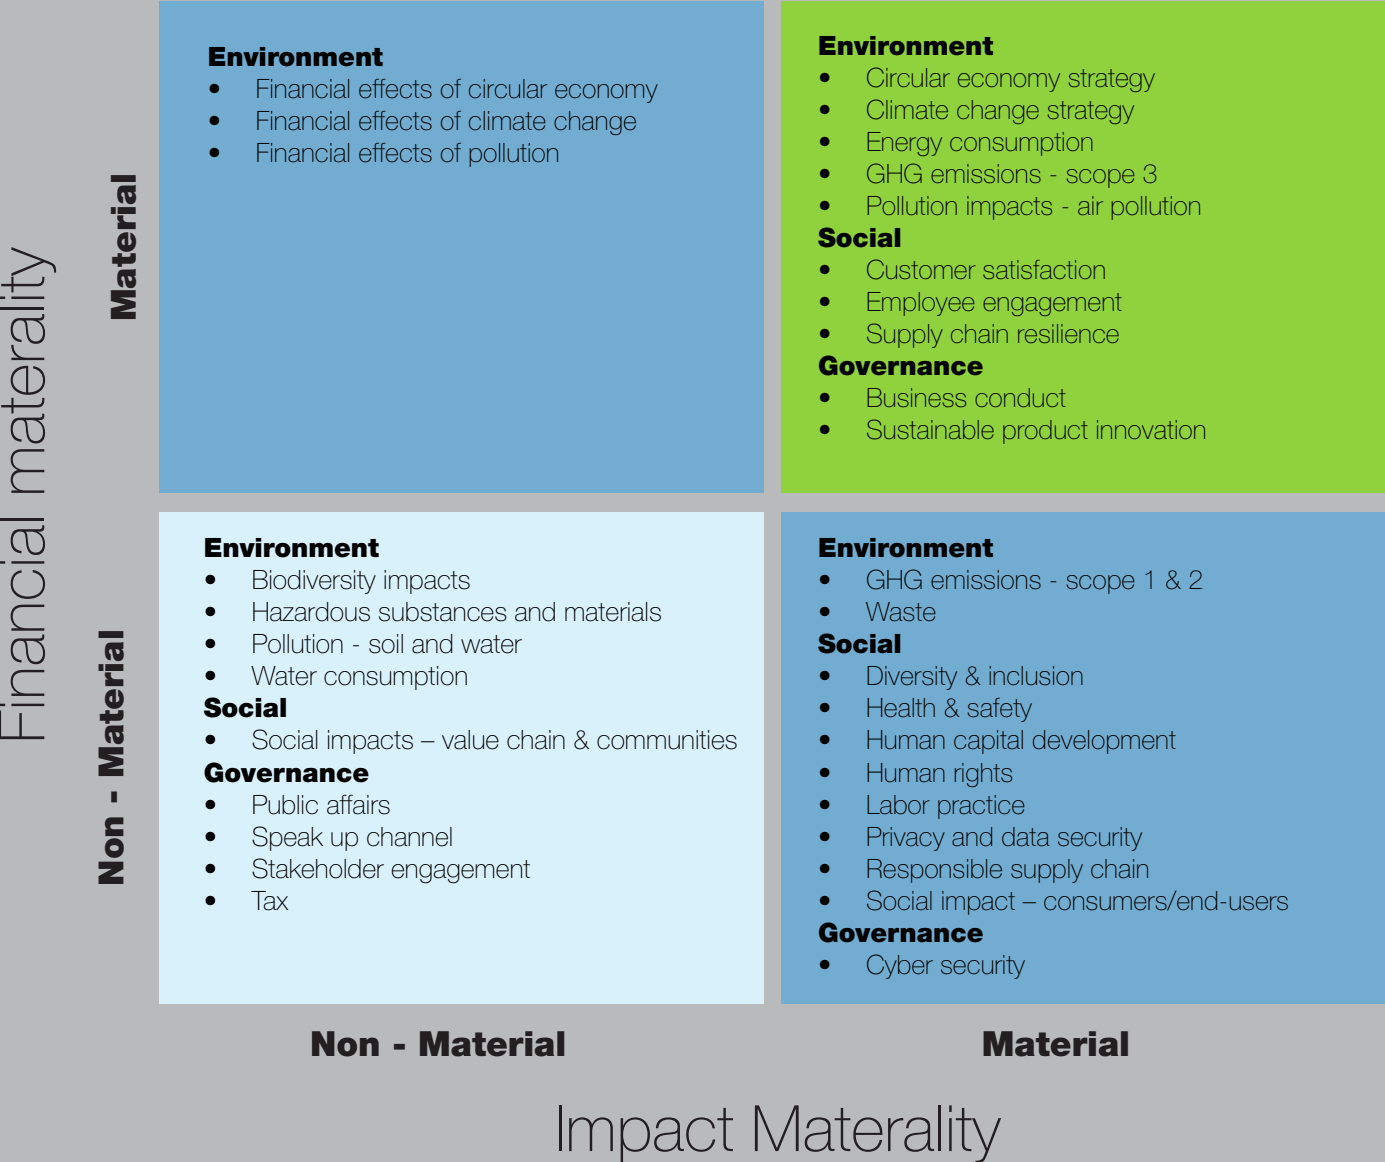 Financial materality
Material
Non - Material
Environment
• Financial effects of circular economy
• Financial effects of climate change
• Financial effects of pollution
Environment
• Circular economy strategy
• Climate change strategy
• Energy consumption
• GHG emissions - scope 3
• Pollution impacts - air pollution
Social
• Customer satisfaction
• Employee engagement
• Supply chain resilience
Governance
• Business conduct
• Sustainable product innovation
Environment
• Biodiversity impacts
• Hazardous substances and materials
• Pollution - soil and water
• Water consumption
Social
• Social impacts – value chain & communities
Governance
• Public affairs
• Speak up channel
• Stakeholder engagement
• Tax
Environment
• GHG emissions - scope 1 & 2
• Waste
Social
• Diversity & inclusion
• Health & safety
• Human capital development
• Human rights
• Labor practice
• Privacy and data security
• Responsible supply chain
• Social impact – consumers/end-users
Governance
• Cyber security
Non - Material
Material
Impact Materality